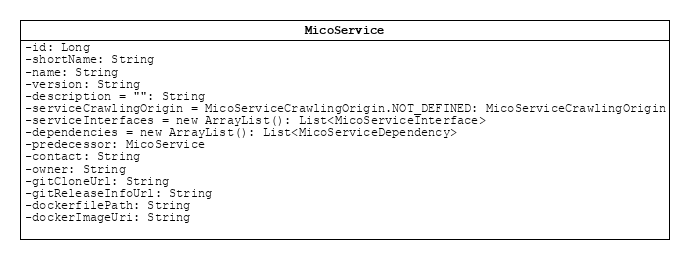 MicoService
-id: Long
-shortName: String
-name: String
-version: String
-description = "": String
-serviceCrawlingOrigin = MicoServiceCrawlingOrigin.NOT_DEFINED: MicoServiceCrawlingOrigin
-serviceInterfaces = new ArrayList(): List<MicoServiceInterface>
-dependencies = new ArrayList(): List<MicoServiceDependency>
-predecessor: MicoService
-contact: String
-owner: String
-gitCloneUrl: String
-gitReleaseInfoUrl: String
-dockerfilePath: String
-dockerImageUri: String